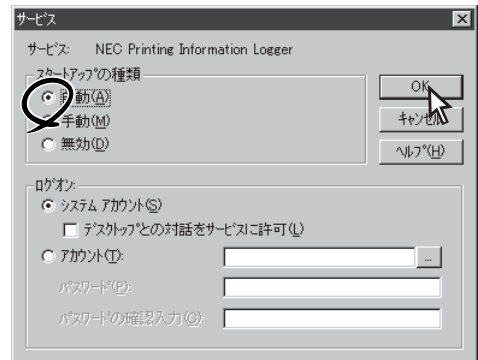 サービス
サービス: NEC Printing Information Logger
スタートアップの種類
自動(A)
手動(M)
無効(D)
OK
キャンセル
ヘルプ(H)
ログオン:
システム アカウント(S)
デスクトップとの対話をサービスに許可(L)
アカウント(T):
...
パスワード(P):
パスワードの確認入力(C):